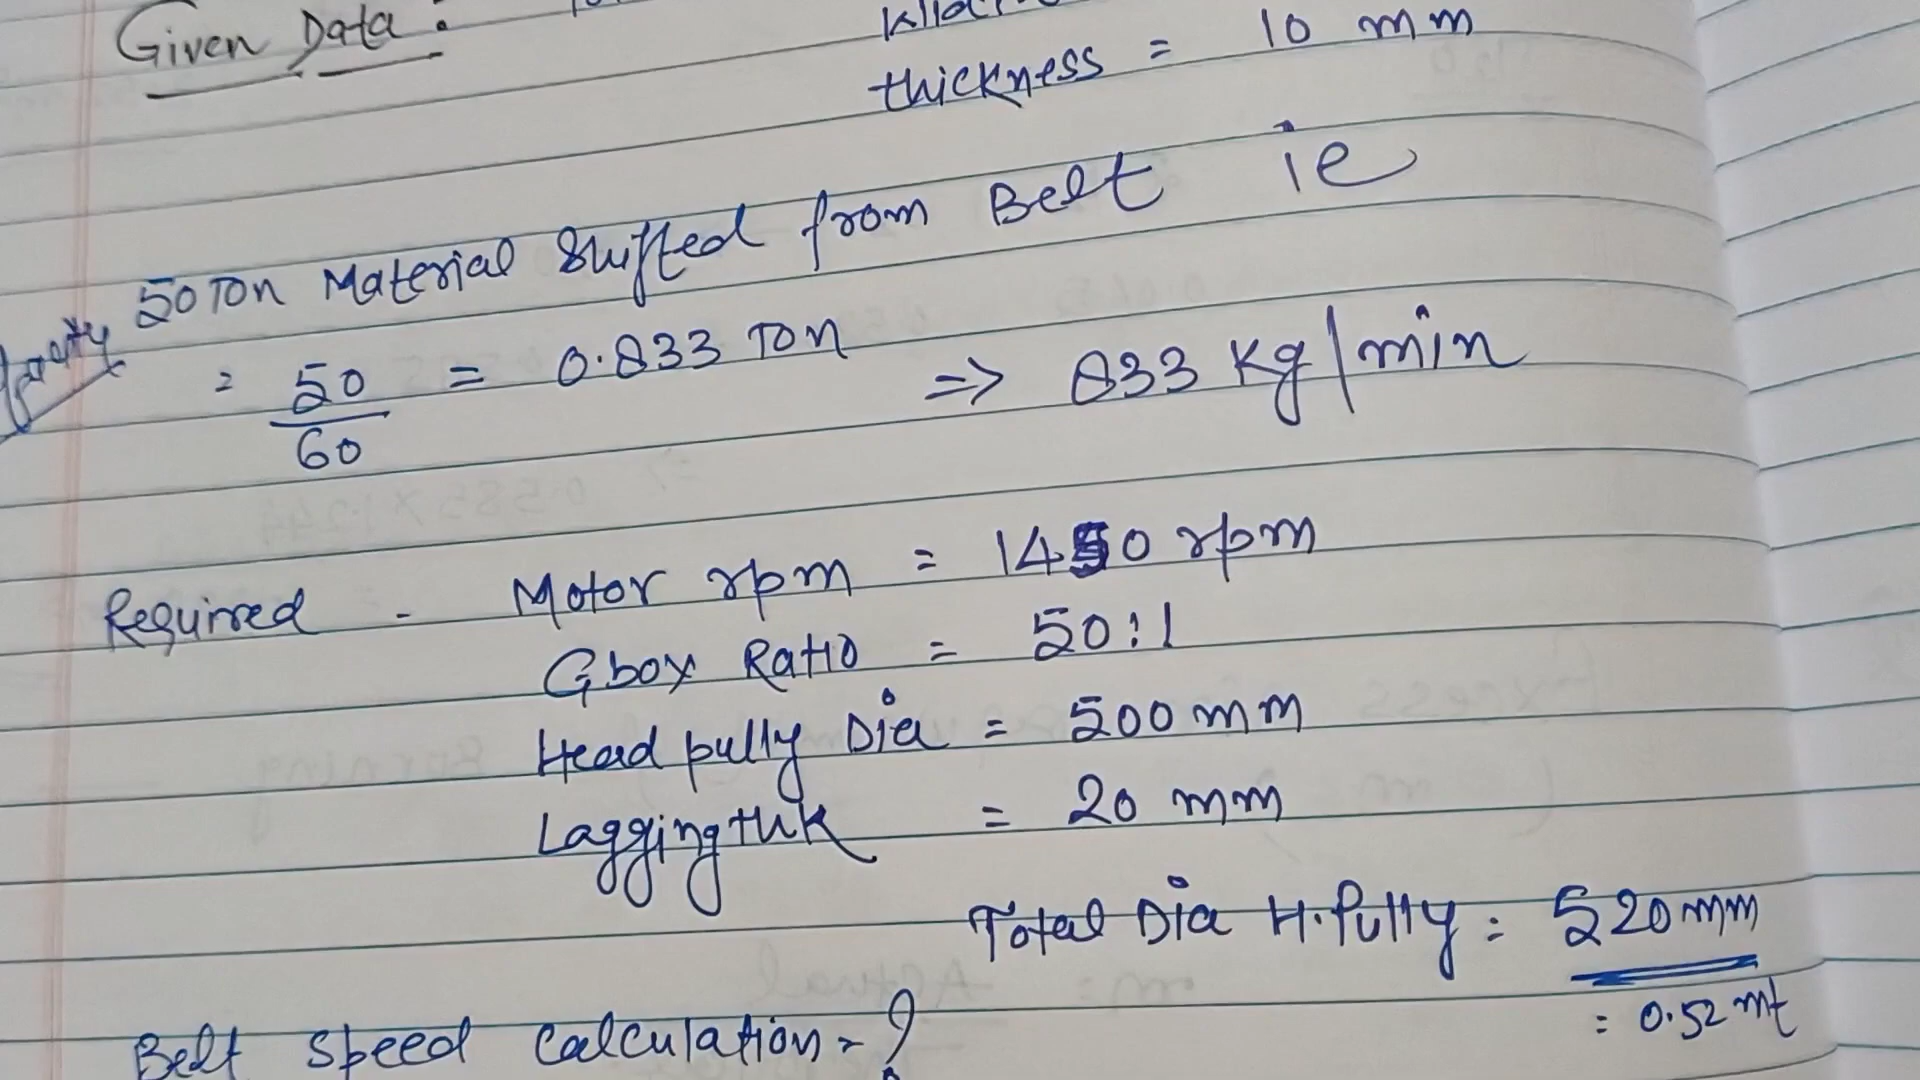 Given Data :
thickness = 10 mm
50 Ton Material Shifted from Belt ie
= 50/60 = 0.833 Ton => 833 Kg/min
Required - Motor rpm = 1450 rpm
Gbox Ratio = 50:1
Head pully Dia = 500 mm
Lagging thk = 20 mm
Total Dia H.Pully = 520 mm
= 0.52 mt
Belt speed calculation = ?